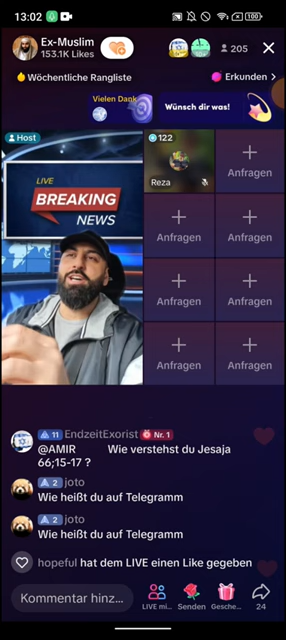 13:02
100
Ex-Muslim
153.1K Likes
205
Wöchentliche Rangliste
Erkunden
Vielen Dank
Wünsch dir was!
Host
122
LIVE
BREAKING
NEWS
Reza
Anfragen
Anfragen
Anfragen
Anfragen
Anfragen
Anfragen
Anfragen
11 EndzeitExorist Nr. 1
@AMIR Wie verstehst du Jesaja
66;15-17 ?
2 joto
Wie heißt du auf Telegramm
2 joto
Wie heißt du auf Telegramm
hopeful hat dem LIVE einen Like gegeben
Kommentar hinz...
LIVE mi...
Senden
Gesche...
24